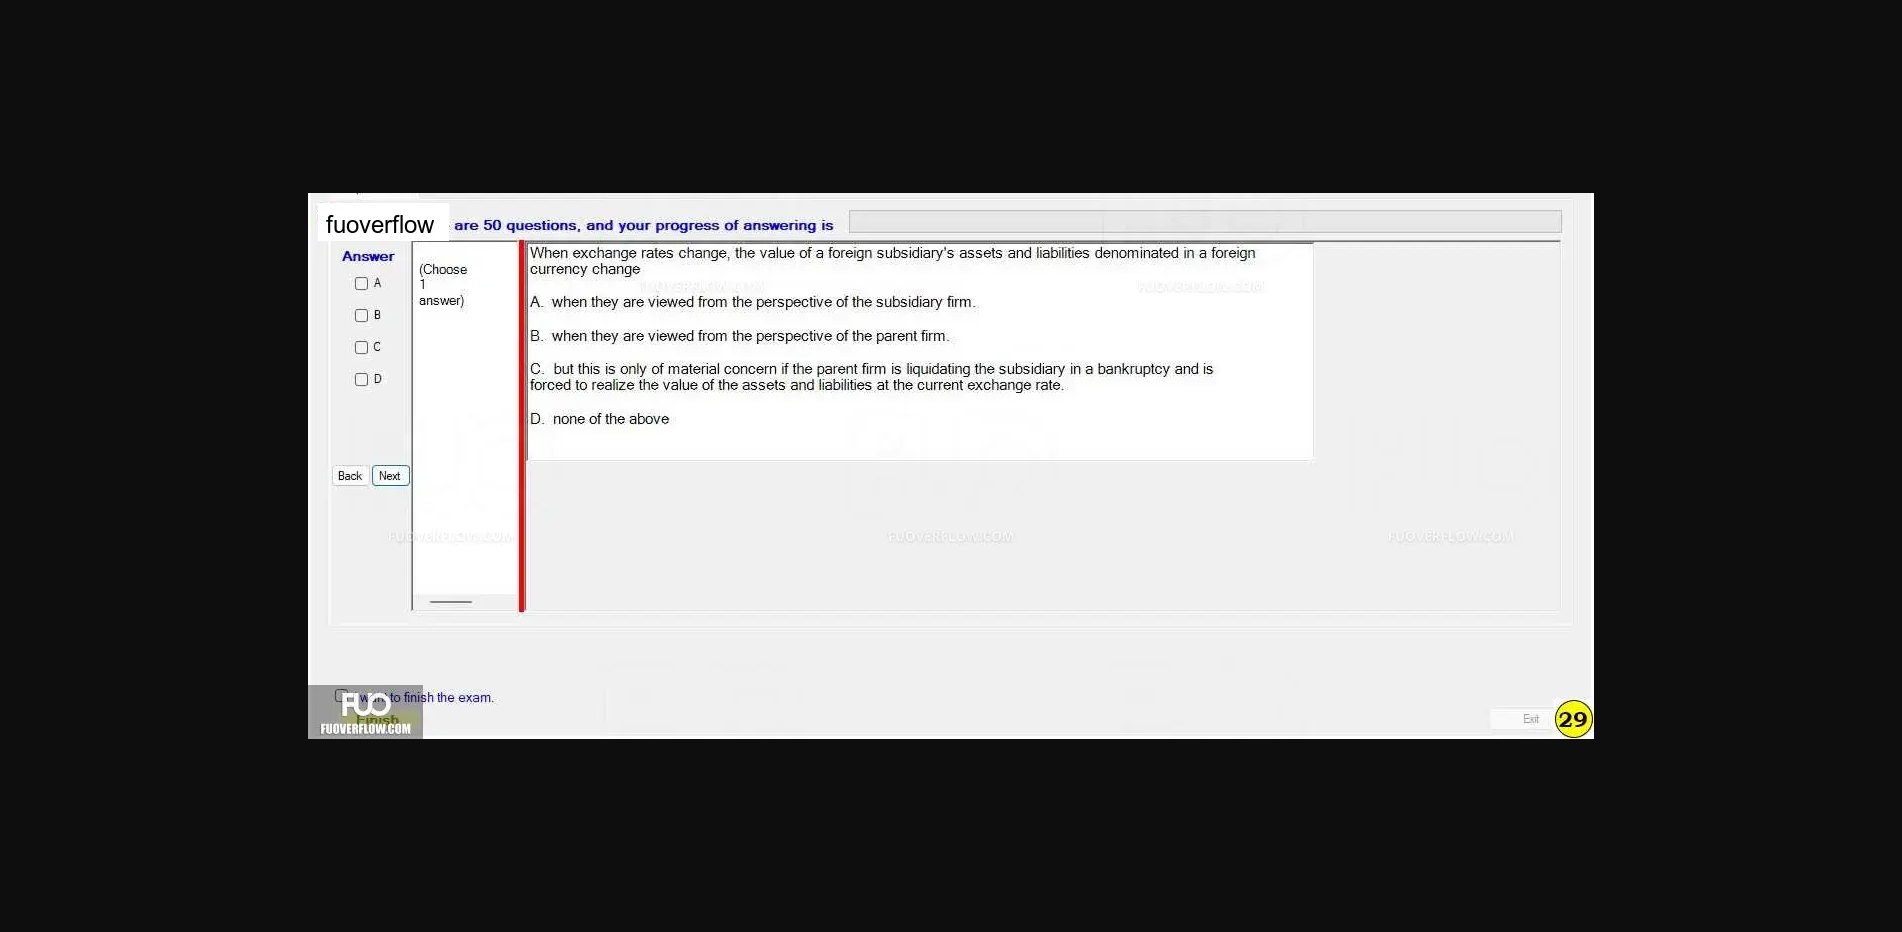 fuoverflow
are 50 questions, and your progress of answering is
Answer
A
B
C
D
(Choose
1
answer)
When exchange rates change, the value of a foreign subsidiary's assets and liabilities denominated in a foreign
currency change
A. when they are viewed from the perspective of the subsidiary firm.
B. when they are viewed from the perspective of the parent firm.
C. but this is only of material concern if the parent firm is liquidating the subsidiary in a bankruptcy and is
forced to realize the value of the assets and liabilities at the current exchange rate.
D. none of the above
Back Next
FUOVERFLOW.COM FUOVERFLOW.COM
FUOVERFLOW.COM FUOVERFLOW.COM FUOVERFLOW.COM
want to finish the exam.
Finish
FUO
FUOVERFLOW.COM
Exit
29